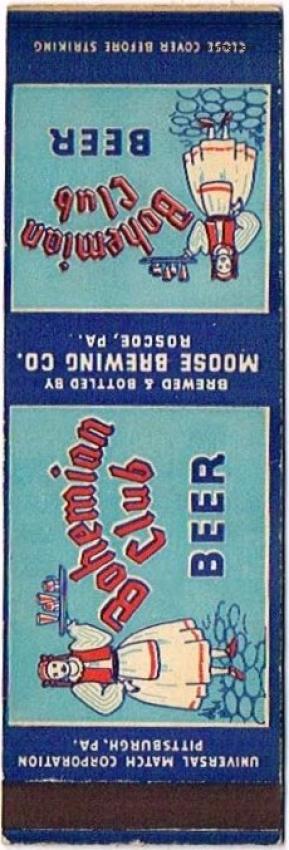 CLOSE COVER BEFORE STRIKING
Bohemian
Club
BEER
BREWED & BOTTLED BY
MOOSE BREWING CO.
ROSCOE, PA.
Bohemian
Club
BEER
UNIVERSAL MATCH CORPORATION
PITTSBURGH, PA.